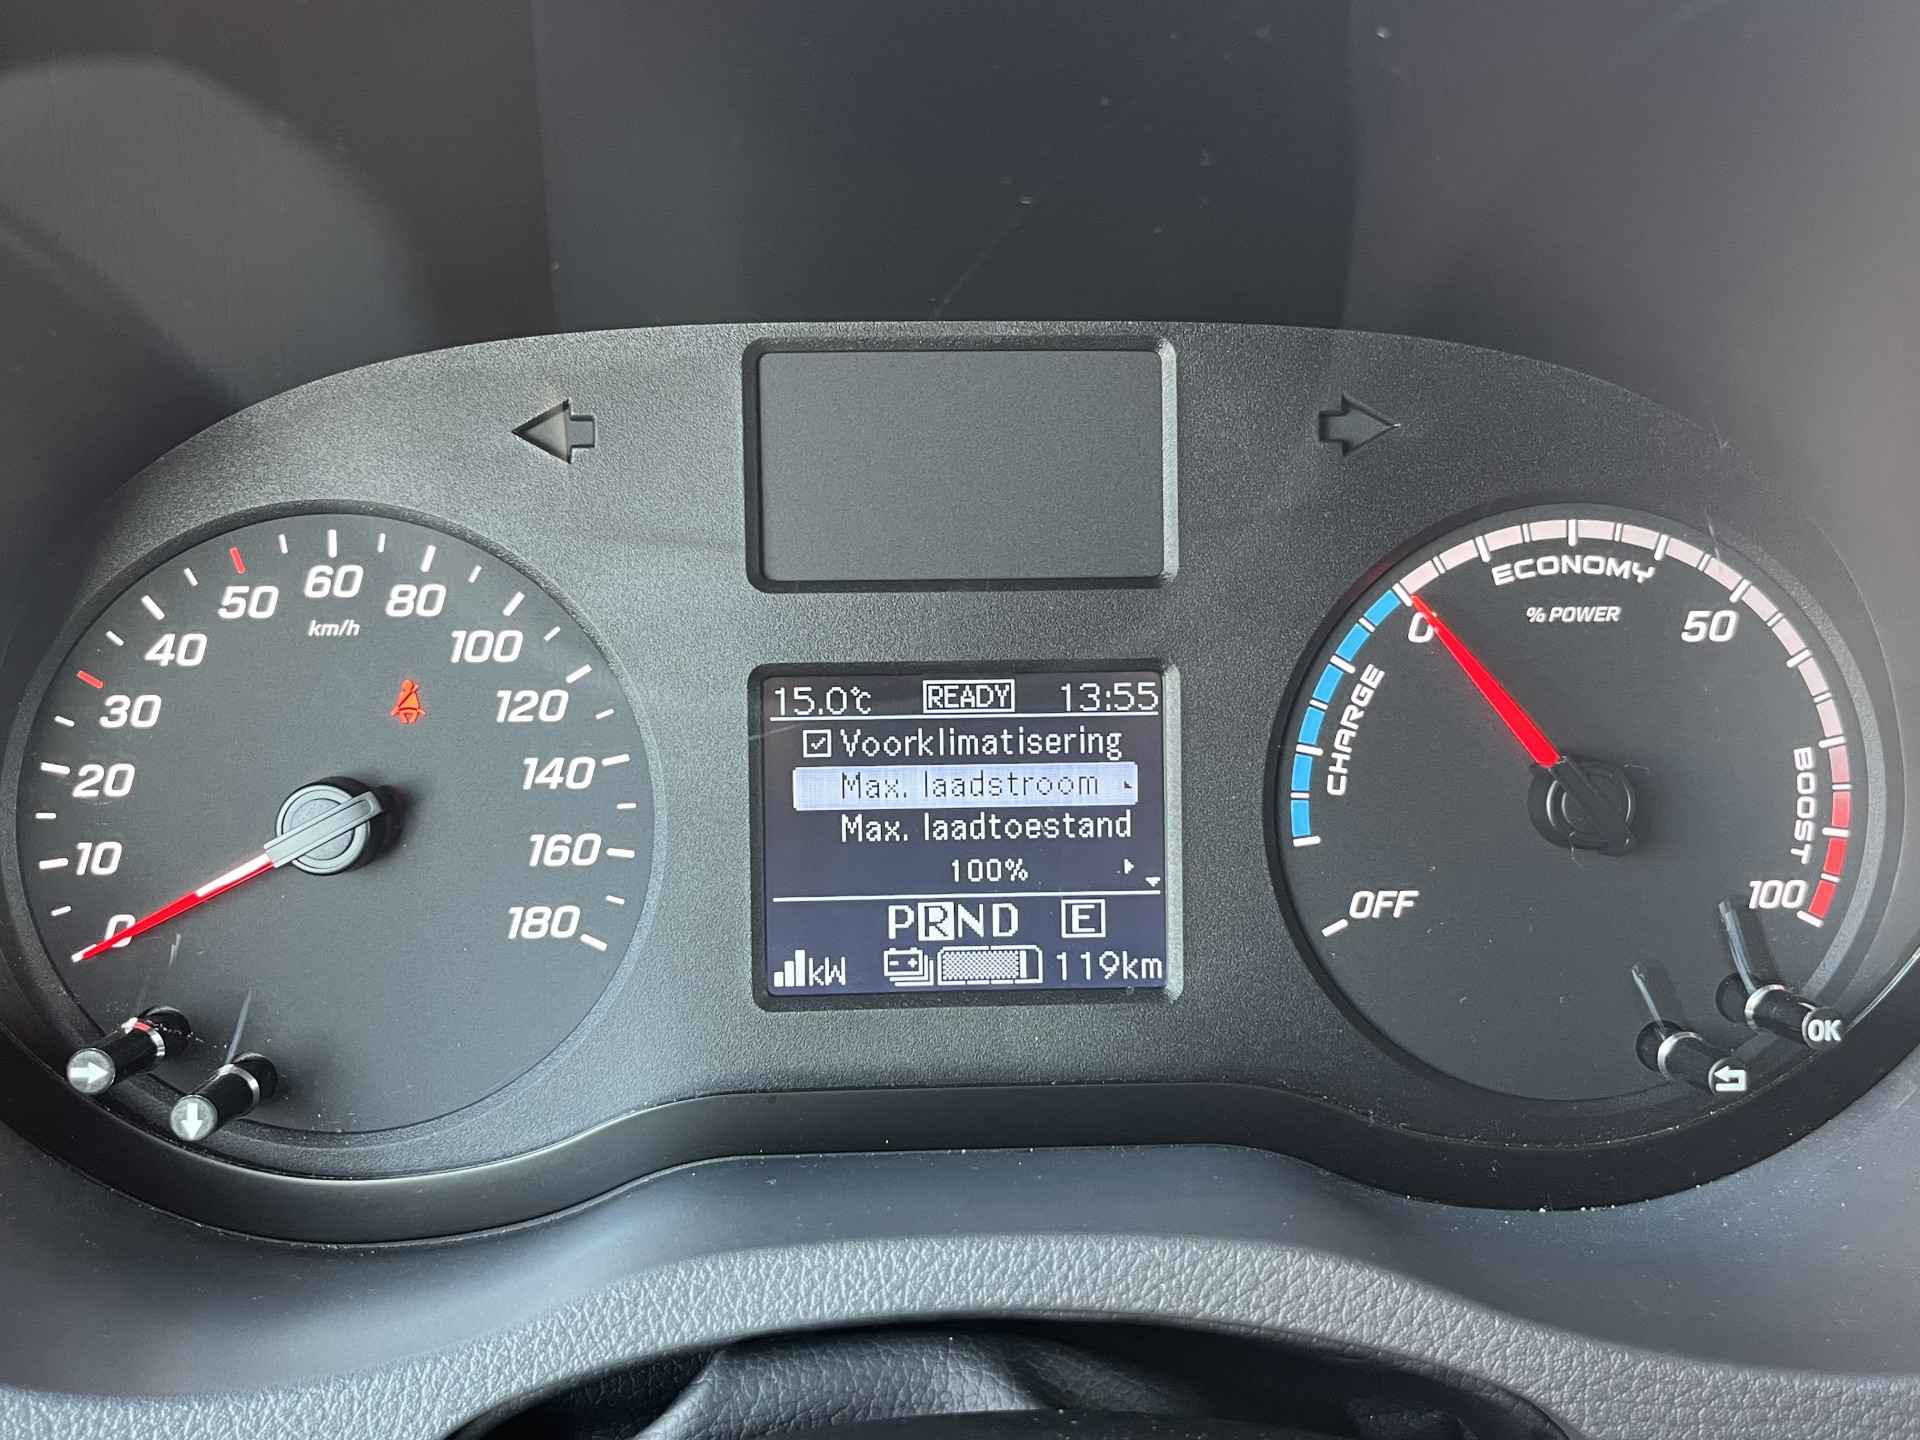 15.0°C READY 13:55
Voorklimatisering
Max. laadstroom
Max. laadtoestand
100%
PRND E
kW 119km
0
10
20
30
40
50
60
80
100
120
140
160
180
km/h
OFF
CHARGE
0
ECONOMY
% POWER
50
BOOST
100
OK